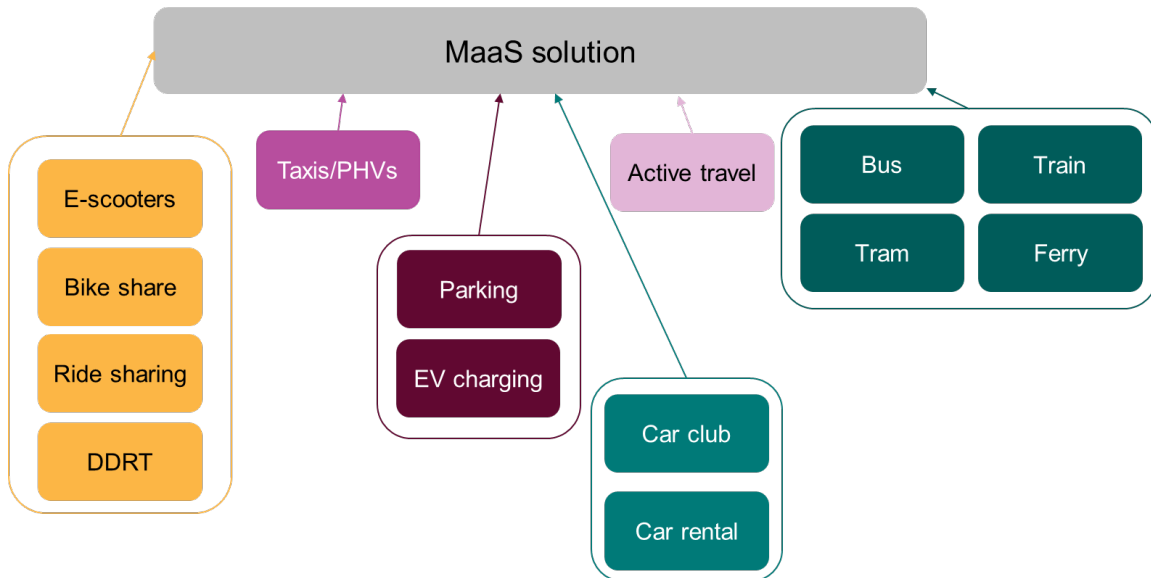 MaaS solution
E-scooters
Bike share
Ride sharing
DDRT
Taxis/PHVs
Parking
EV charging
Car club
Car rental
Active travel
Bus
Train
Tram
Ferry